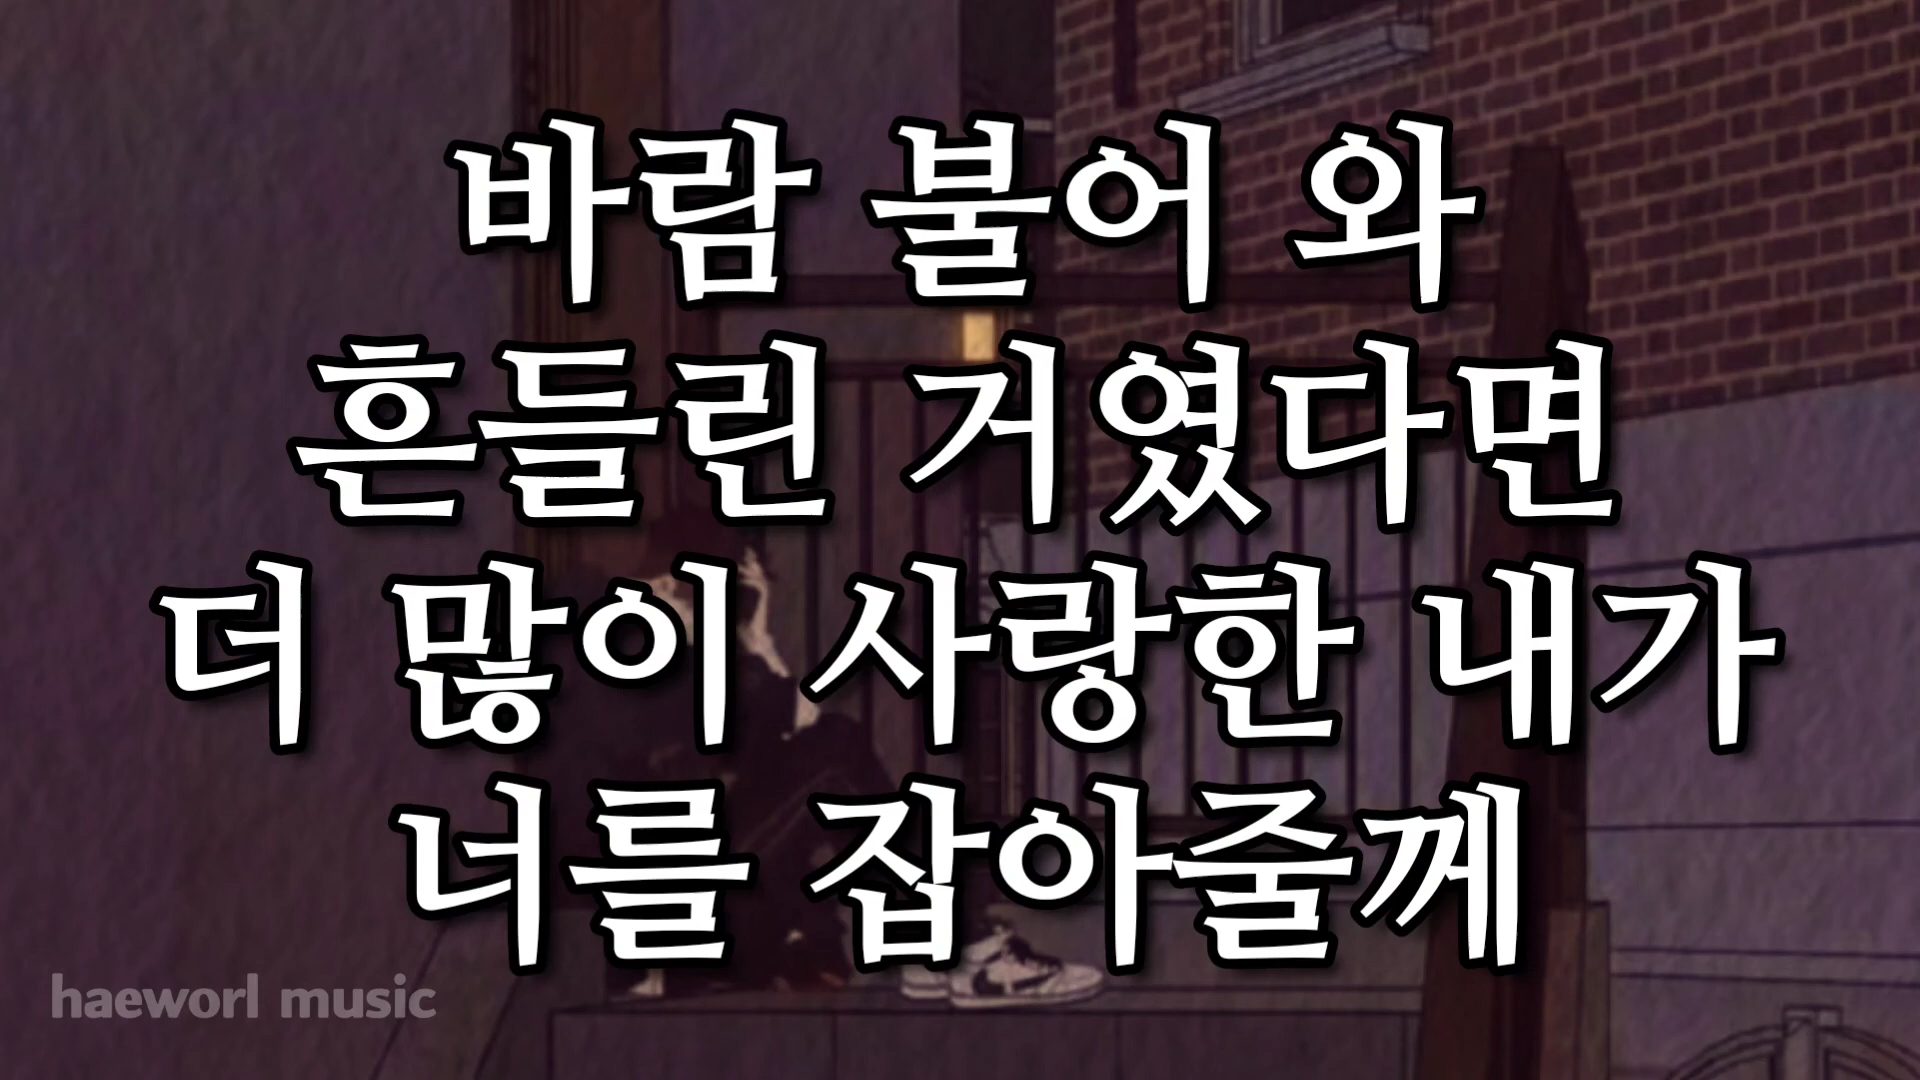 바람 불어 와
흔들린 거였다면
더 많이 사랑한 내가
너를 잡아줄께
haeworl music